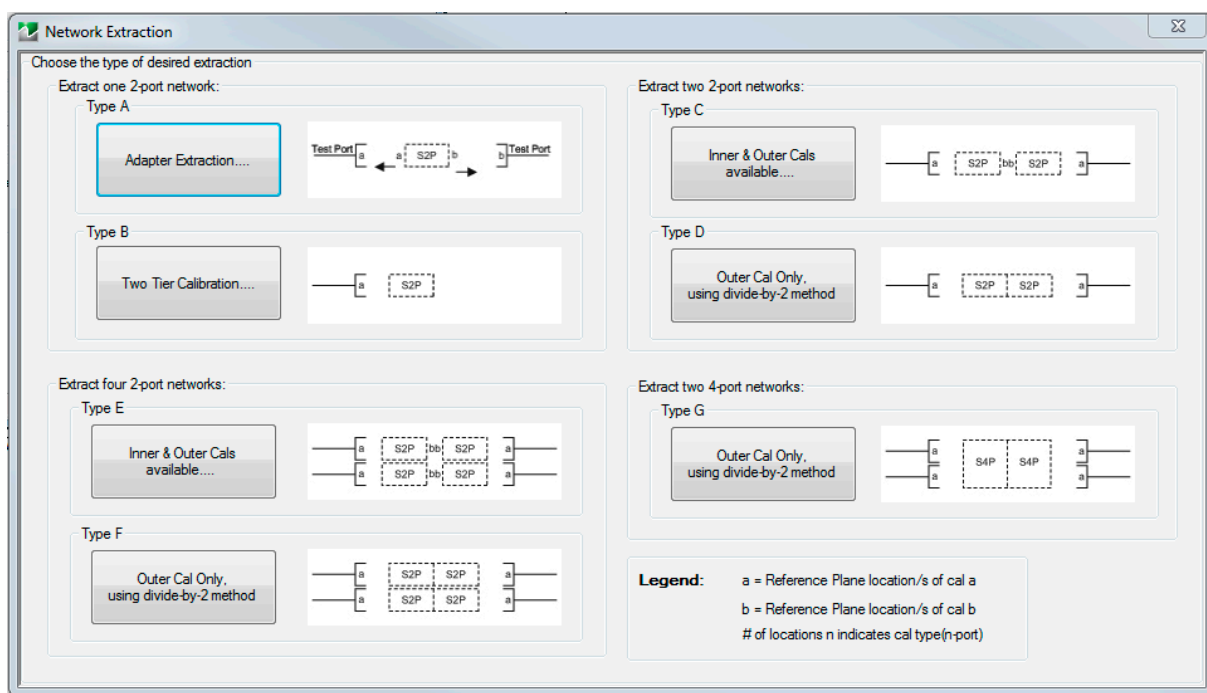 Network Extraction
Choose the type of desired extraction
Extract one 2-port network:
Type A
Adapter Extraction....
Test Port a a S2P b b Test Port
Type B
Two Tier Calibration....
a S2P
Extract two 2-port networks:
Type C
Inner & Outer Cals
available....
a S2P bb S2P a
Type D
Outer Cal Only,
using divide-by-2 method
a S2P S2P a
Extract four 2-port networks:
Type E
Inner & Outer Cals
available....
a S2P bb S2P a
a S2P bb S2P a
Type F
Outer Cal Only,
using divide-by-2 method
a S2P S2P a
a S2P S2P a
Extract two 4-port networks:
Type G
Outer Cal Only,
using divide-by-2 method
a a
S4P S4P
a a
Legend: a = Reference Plane location/s of cal a
b = Reference Plane location/s of cal b
# of locations n indicates cal type(n-port)